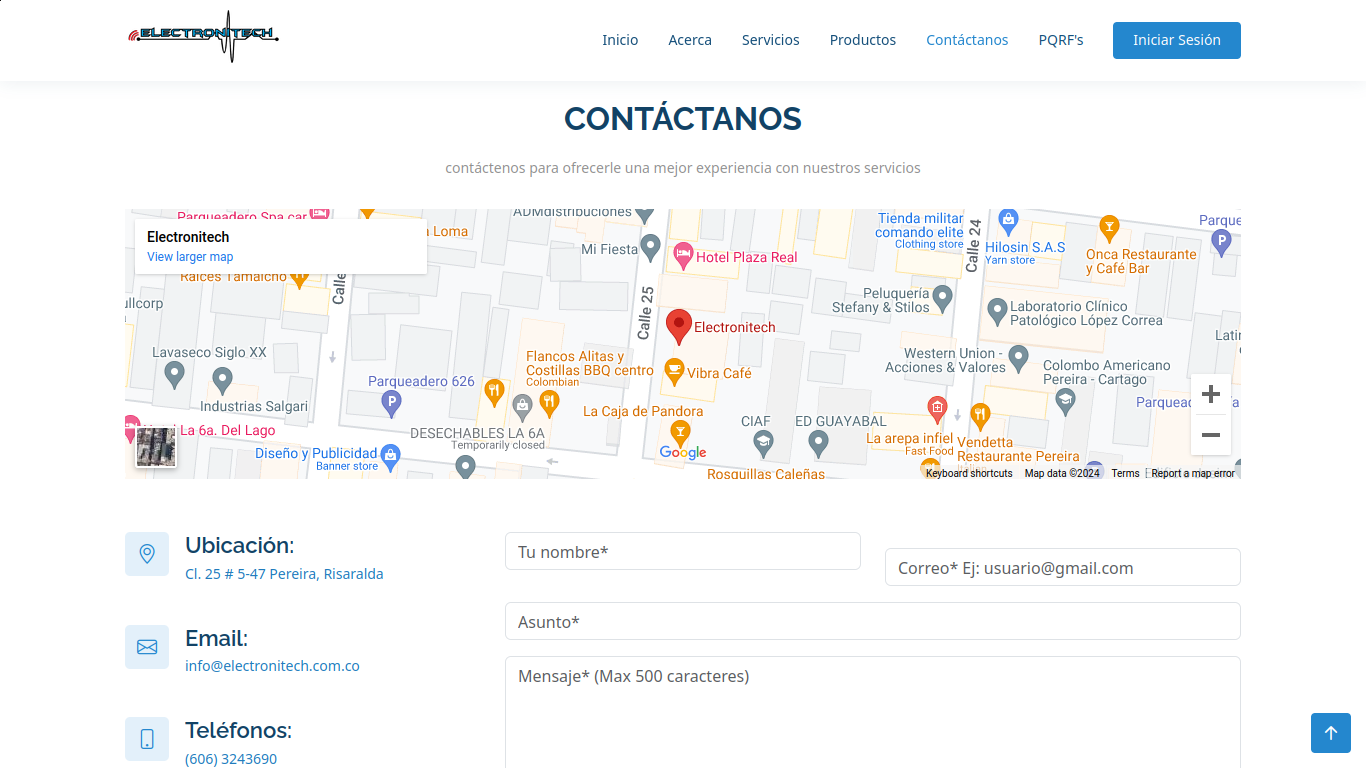 ELECTRONITECH
Inicio
Acerca
Servicios
Productos
Contáctanos
PQRF's
Iniciar Sesión
CONTÁCTANOS
contáctenos para ofrecerle una mejor experiencia con nuestros servicios
Electronitech
View larger map
Parqueadero Spa car
Loma
Raíces Tamalcho
ADMdistribuciones
Mi Fiesta
Hotel Plaza Real
Calle
Calle 25
Calle 24
Tienda militar
comando elite
Clothing store
Hilosin S.A.S
Yarn store
Onca Restaurante
y Café Bar
Parque
Peluquería
Stefany & Stilos
Laboratorio Clínico
Patológico López Correa
Electronitech
Lavaseco Siglo XX
Industrias Salgari
Parqueadero 626
Flancos Alitas y
Costillas BBQ centro
Colombian
Vibra Café
Western Union -
Acciones & Valores
Colombo Americano
Pereira - Cartago
La Caja de Pandora
CIAF
ED GUAYABAL
La 6a. Del Lago
DESECHABLES LA 6A
Temporarily closed
Diseño y Publicidad
Banner store
Google
La arepa infiel
Fast Food
Vendetta
Restaurante Pereira
Rosquillas Caleñas
Keyboard shortcuts
Map data ©2024
Terms
Report a map error
Ubicación:
Cl. 25 # 5-47 Pereira, Risaralda
Email:
info@electronitech.com.co
Teléfonos:
(606) 3243690
Tu nombre*
Correo* Ej: usuario@gmail.com
Asunto*
Mensaje* (Max 500 caracteres)